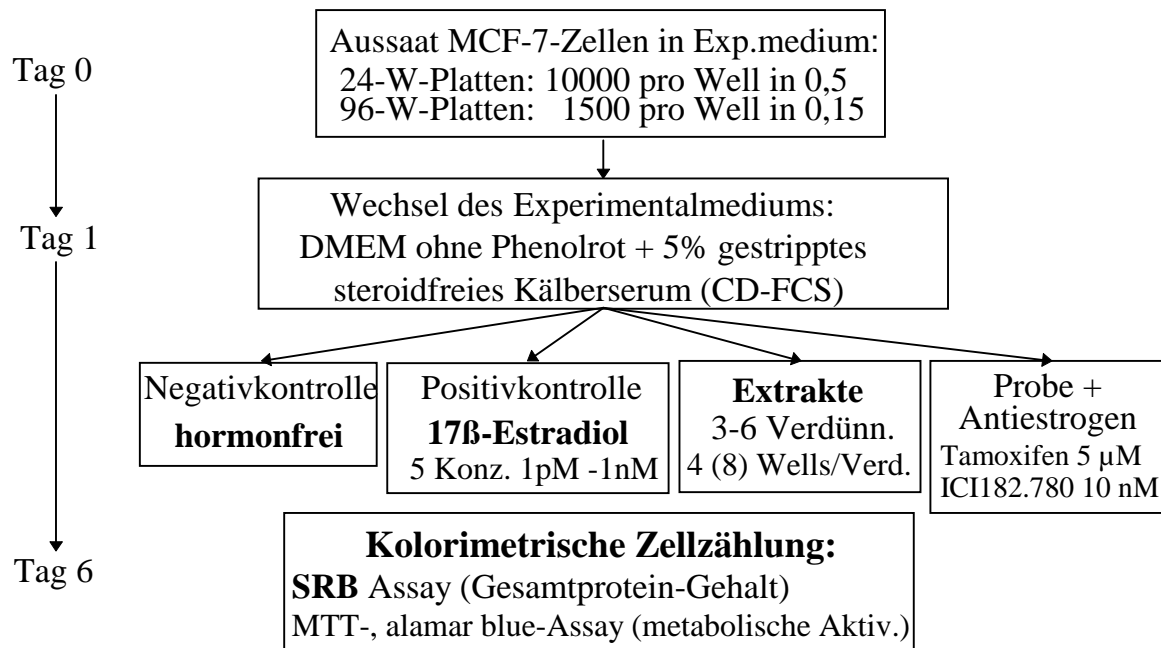 Tag 0
Aussaat MCF-7-Zellen in Exp.medium:
24-W-Platten: 10000 pro Well in 0,5
96-W-Platten: 1500 pro Well in 0,15
Tag 1
Wechsel des Experimentalmediums:
DMEM ohne Phenolrot + 5% gestripptes
steroidfreies Kälberserum (CD-FCS)
Negativkontrolle
hormonfrei
Positivkontrolle
17ß-Estradiol
5 Konz. 1pM -1nM
Extrakte
3-6 Verdünn.
4 (8) Wells/Verd.
Probe +
Antiestrogen
Tamoxifen 5 µM
ICI182.780 10 nM
Tag 6
Kolorimetrische Zellzählung:
SRB Assay (Gesamtprotein-Gehalt)
MTT-, alamar blue-Assay (metabolische Aktiv.)